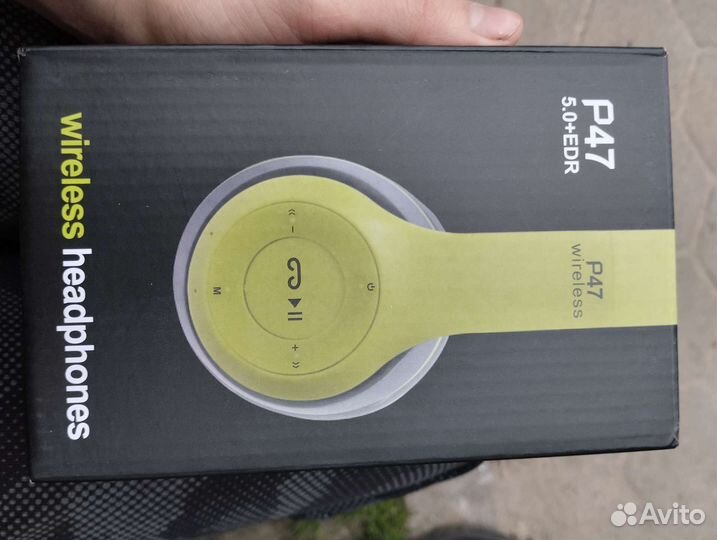 P47
5.0+EDR
P47
wireless
M
wireless headphones
Avito